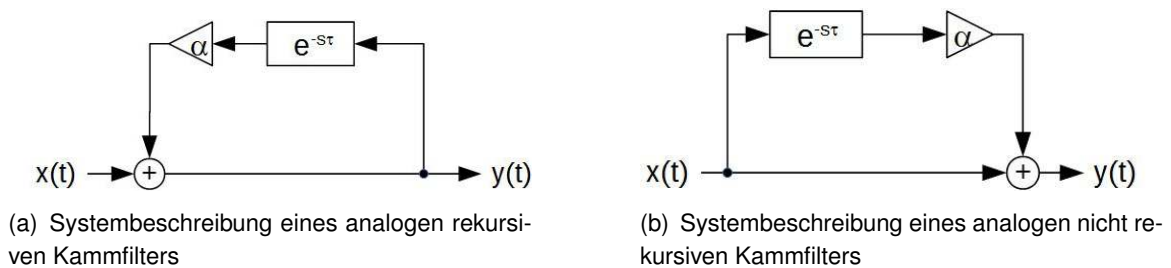 α e^-sτ
x(t) + y(t)
(a) Systembeschreibung eines analogen rekursi-
ven Kammfilters
e^-sτ α
x(t) + y(t)
(b) Systembeschreibung eines analogen nicht re-
kursiven Kammfilters